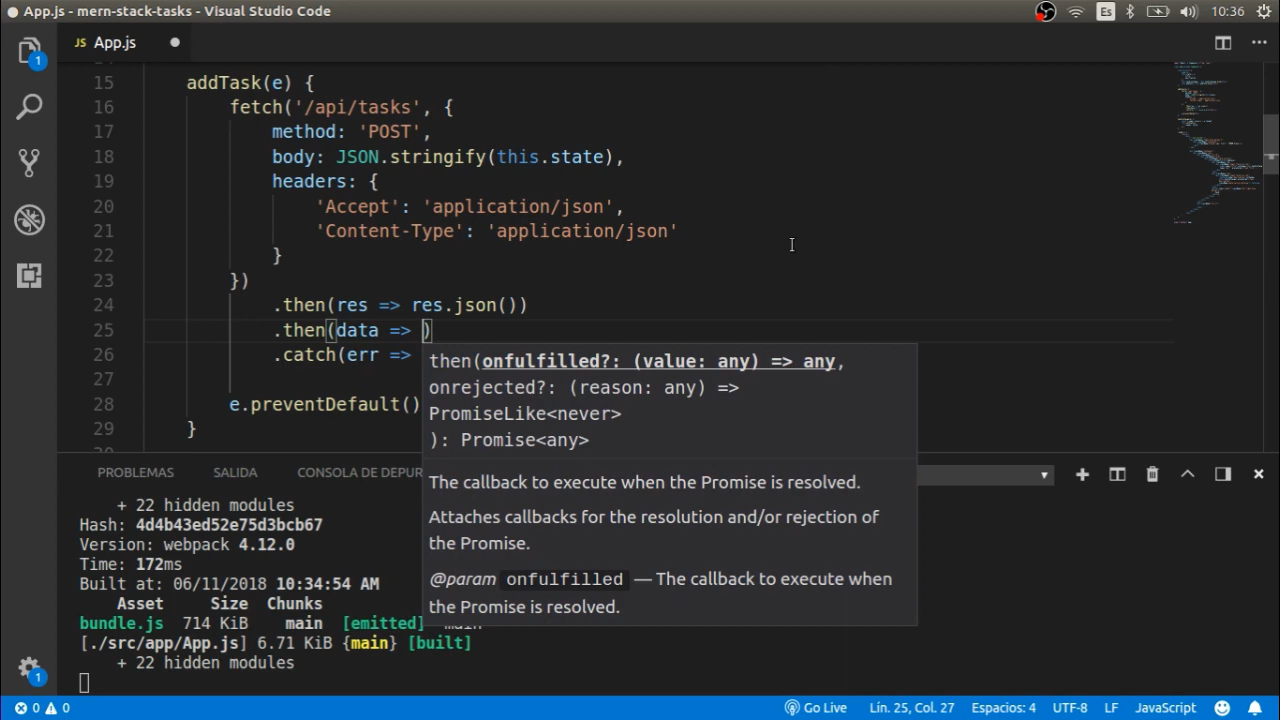 App.js - mern-stack-tasks - Visual Studio Code
Es
10:36
JS App.js
1
15 addTask(e) {
16 fetch('/api/tasks', {
17 method: 'POST',
18 body: JSON.stringify(this.state),
19 headers: {
20 'Accept': 'application/json',
21 'Content-Type': 'application/json'
22 }
23 })
24 .then(res => res.json())
25 .then(data => )
26 .catch(err =>
27
28 e.preventDefault()
29 }
then(onfulfilled?: (value: any) => any,
onrejected?: (reason: any) =>
PromiseLike<never>
): Promise<any>
The callback to execute when the Promise is resolved.
Attaches callbacks for the resolution and/or rejection of
the Promise.
@param onfulfilled — The callback to execute when
the Promise is resolved.
PROBLEMAS SALIDA CONSOLA DE DEPUR
+ 22 hidden modules
Hash: 4d4b43ed52e75d3bcb67
Version: webpack 4.12.0
Time: 172ms
Built at: 06/11/2018 10:34:54 AM
Asset Size Chunks
bundle.js 714 KiB main [emitted] main
[./src/app/App.js] 6.71 KiB {main} [built]
+ 22 hidden modules
1
0 0 Go Live Lín. 25, Col. 27 Espacios: 4 UTF-8 LF JavaScript